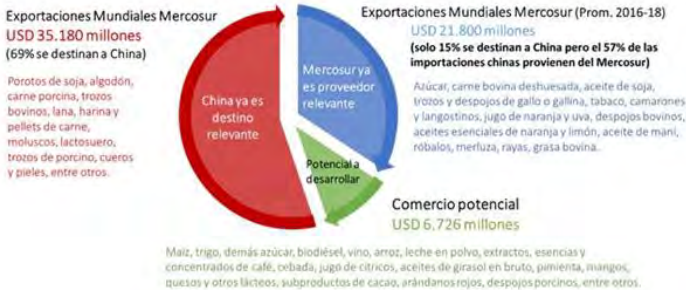 Exportaciones Mundiales Mercosur
USD 35.180 millones
(69% se destinan a China)
Porotos de soja, algodón,
carne porcina, trozos
bovinos, lana, harina y
pellets de carne,
moluscos, lactosuero,
trozos de porcino, cueros
y pieles, entre otros.
China ya es
destino
relevante
Mercosur ya
es proveedor
relevante
Potencial a
desarrollar
Exportaciones Mundiales Mercosur (Prom. 2016-18)
USD 21.800 millones
(solo 15% se destinan a China pero el 57% de las
importaciones chinas provienen del Mercosur)
Azúcar, carne bovina deshuesada, aceite de soja,
trozos y despojos de gallo o gallina, tabaco, camarones
y langostinos, jugo de naranja y uva, despojos bovinos,
aceites esenciales de naranja y limón, aceite de maní,
róbalos, merluza, rayas, grasa bovina.
Comercio potencial
USD 6.726 millones
Maíz, trigo, demás azúcar, biodiésel, vino, arroz, leche en polvo, extractos, esencias y
concentrados de café, cebada, jugo de cítricos, aceites de girasol en bruto, pimienta, mangos,
quesos y otros lácteos, subproductos de cacao, arándanos rojos, despojos porcinos, entre otros.